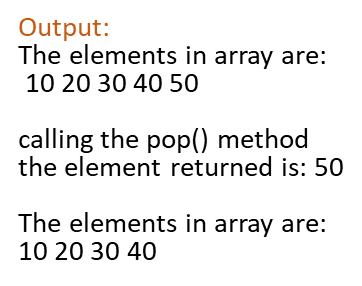 Output:
The elements in array are:
10 20 30 40 50
calling the pop() method
the element returned is: 50
The elements in array are:
10 20 30 40